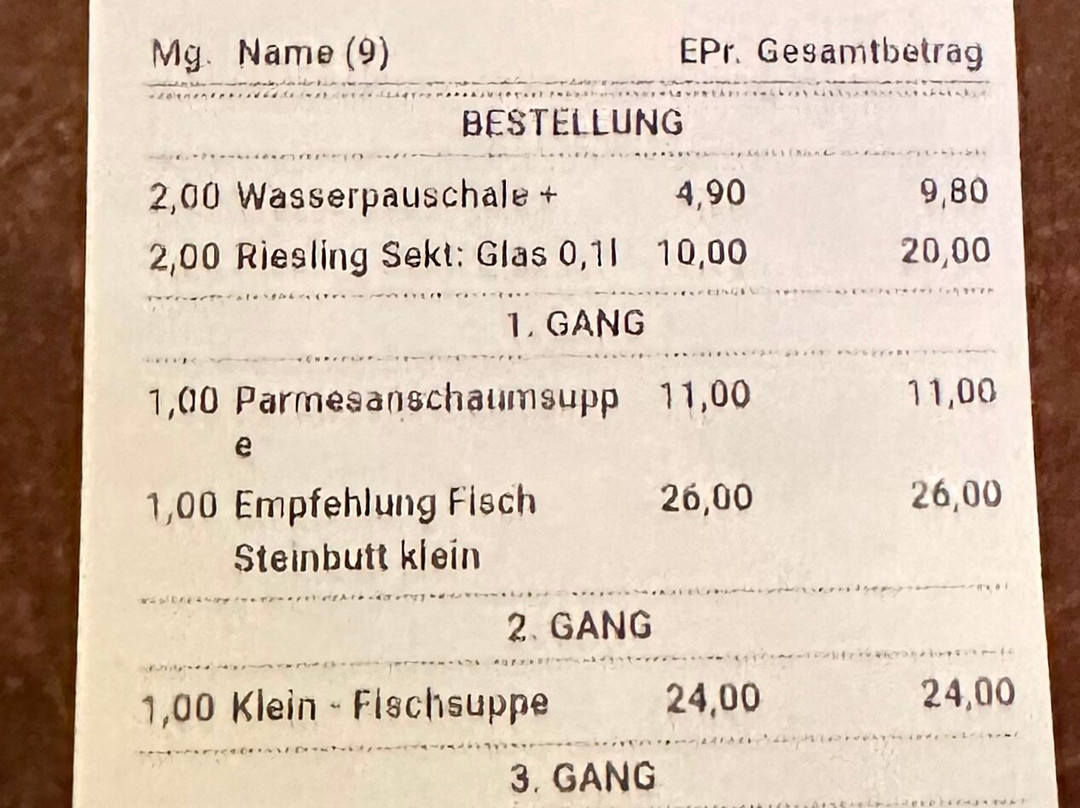 Mg. Name (9) EPr. Gesamtbetrag
BESTELLUNG
2,00 Wasserpauschale + 4,90 9,80
2,00 Riesling Sekt: Glas 0,1l 10,00 20,00
1. GANG
1,00 Parmesanschaumsupp 11,00 11,00
e
1,00 Empfehlung Fisch 26,00 26,00
Steinbutt klein
2. GANG
1,00 Klein - Fischsuppe 24,00 24,00
3. GANG